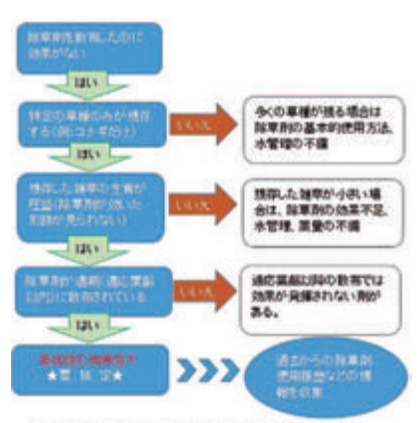 除草剤を散布したのに
効果がない
はい
特定の草種のみが残存
する(例:コナギだけ)
いいえ
多くの草種が残る場合は
除草剤の基本的使用方法、
水管理の不備
はい
残存した雑草の生育が
旺盛(除草剤が効いた
形跡が見られない)
いいえ
残存した雑草が小さい場
合は、除草剤の効果不足、
水管理、薬量の不備
はい
除草剤が適期(適応葉齢
以内)に散布されている
いいえ
適応葉齢以降の散布では
効果が発揮されない剤が
ある。
はい
抵抗性の可能性大
★要 検 定★
過去からの除草剤
使用履歴などの情
報を収集